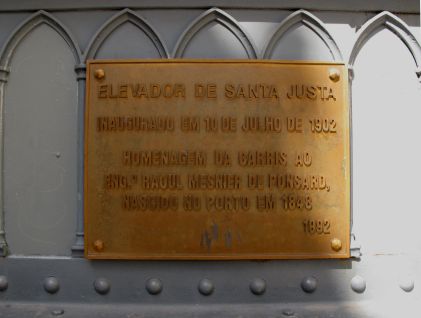 ELEVADOR DE SANTA JUSTA
INAUGURADO EM 10 DE JULHO DE 1902
HOMENAGEM DA CARRIS AO
ENG.º RAOUL MESNIER DE PONSARD,
NASCIDO NO PORTO EM 1848
1992